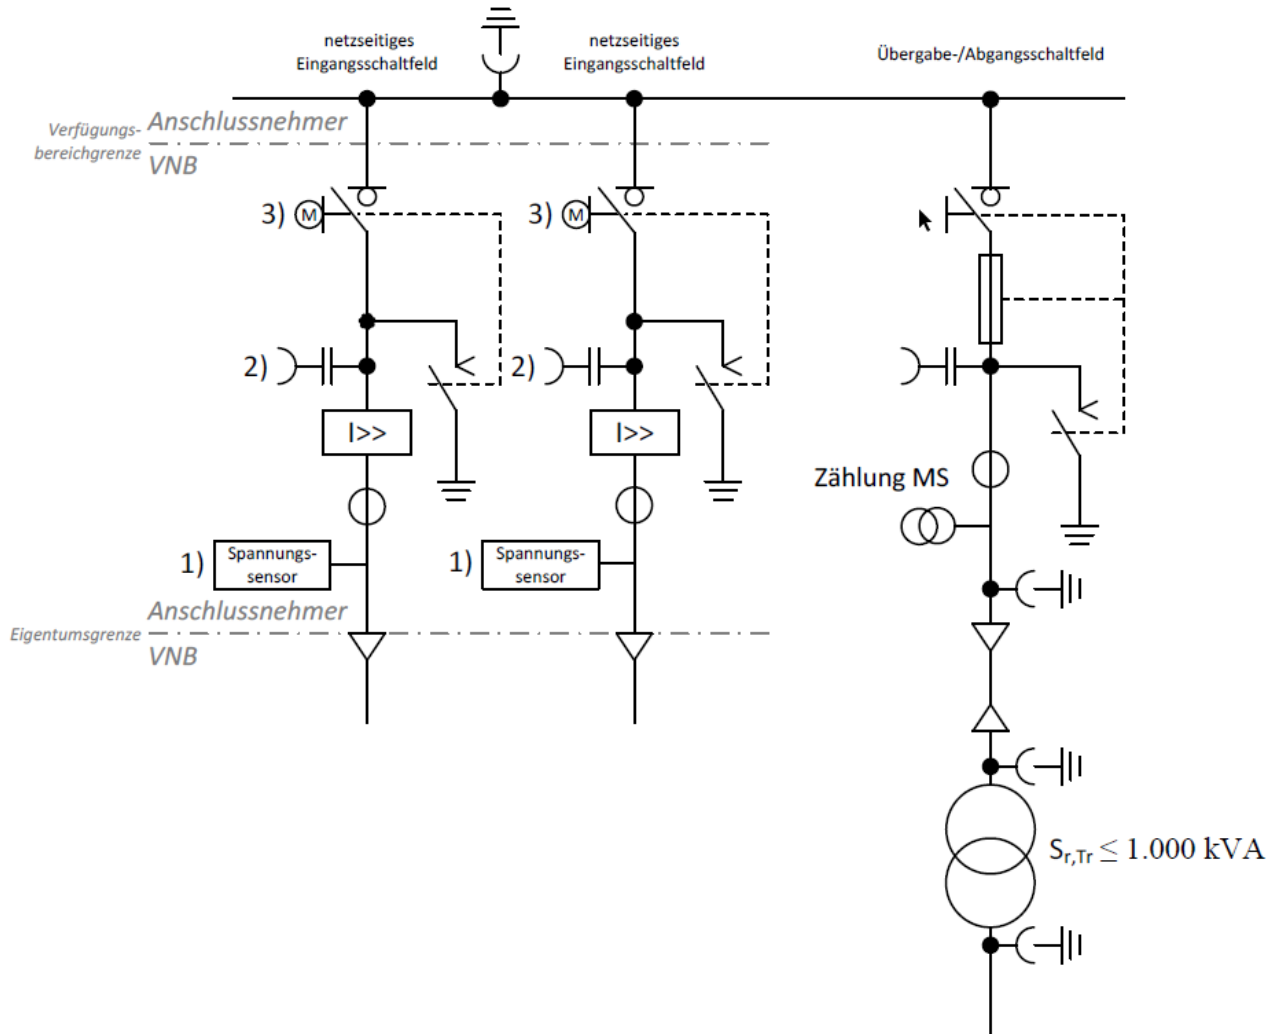 netzseitiges
Eingangsschaltfeld
netzseitiges
Eingangsschaltfeld
Übergabe-/Abgangsschaltfeld
Verfügungs-
bereichgrenze
Anschlussnehmer
VNB
3) M
3) M
2)
2)
I>>
I>>
Zählung MS
1) Spannungs-
sensor
1) Spannungs-
sensor
Eigentumsgrenze
Anschlussnehmer
VNB
Sr,Tr ≤ 1.000 kVA